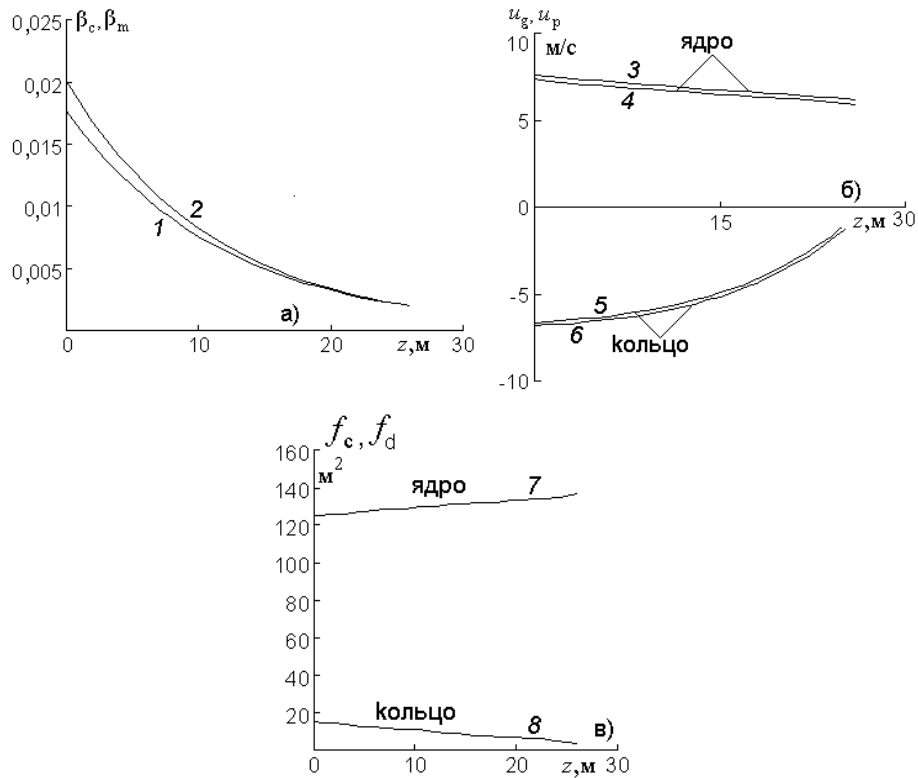 0,025
β_c, β_m
0,02
0,015
0,01
0,005
1
2
а)
0
10
20
z, м
30
u_g, u_p
10
м/с
ядро
3
4
5
б)
0
15
z, м
30
-5
5
6
кольцо
-10
f_c, f_d
160
м²
140
ядро
7
120
100
80
60
40
кольцо
20
8
в)
0
10
20
z, м
30